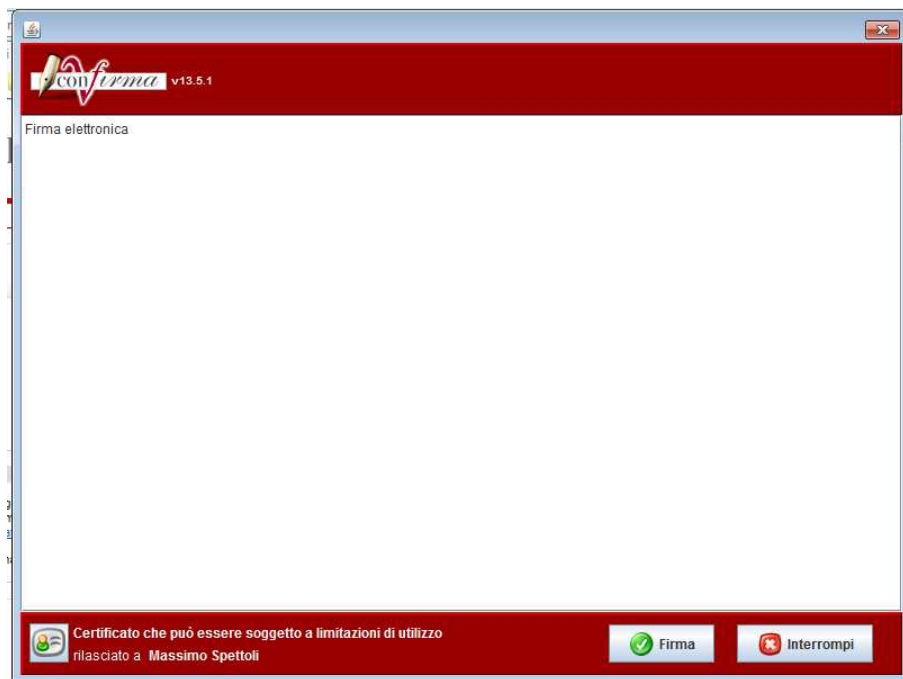 confirma v13.5.1
Firma elettronica
Certificato che può essere soggetto a limitazioni di utilizzo
rilasciato a Massimo Spettoli
Firma
Interrompi